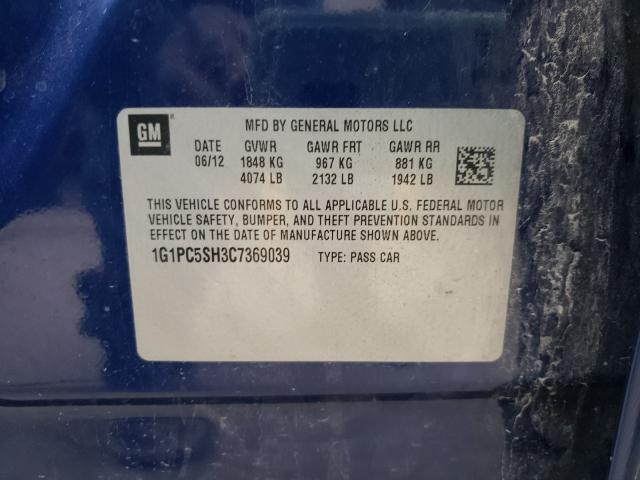 GM
MFD BY GENERAL MOTORS LLC
DATE GVWR GAWR FRT GAWR RR
06/12 1848 KG 967 KG 881 KG
4074 LB 2132 LB 1942 LB
THIS VEHICLE CONFORMS TO ALL APPLICABLE U.S. FEDERAL MOTOR
VEHICLE SAFETY, BUMPER, AND THEFT PREVENTION STANDARDS IN
EFFECT ON THE DATE OF MANUFACTURE SHOWN ABOVE.
1G1PC5SH3C7369039 TYPE: PASS CAR